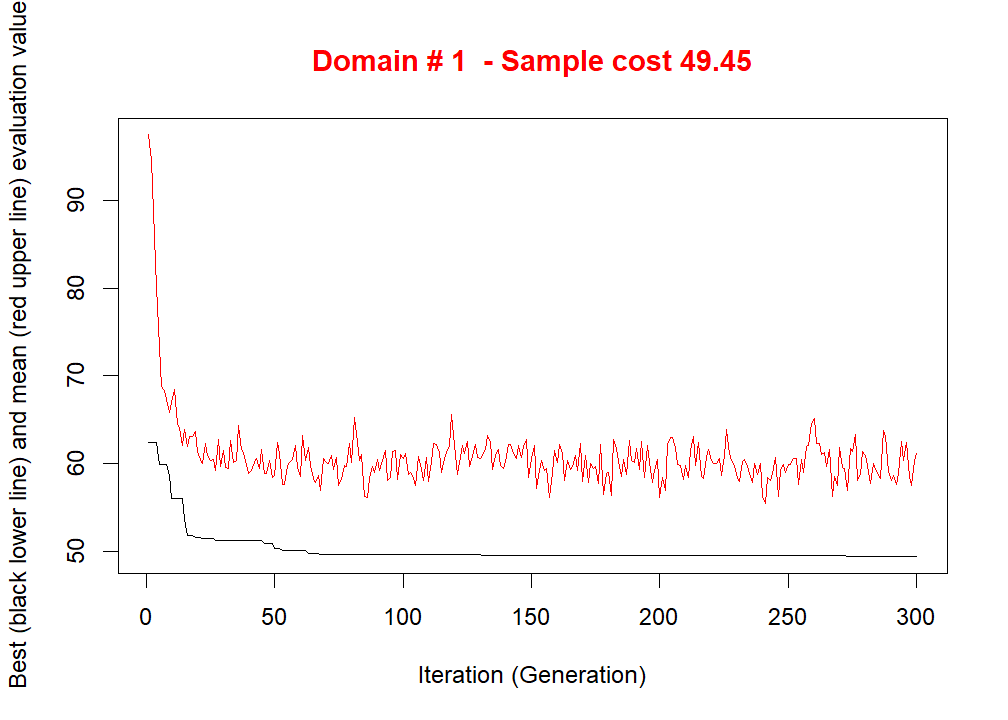 Domain # 1  - Sample cost 49.45
Best (black lower line) and mean (red upper line) evaluation value
90
80
70
60
50
0 50 100 150 200 250 300
Iteration (Generation)